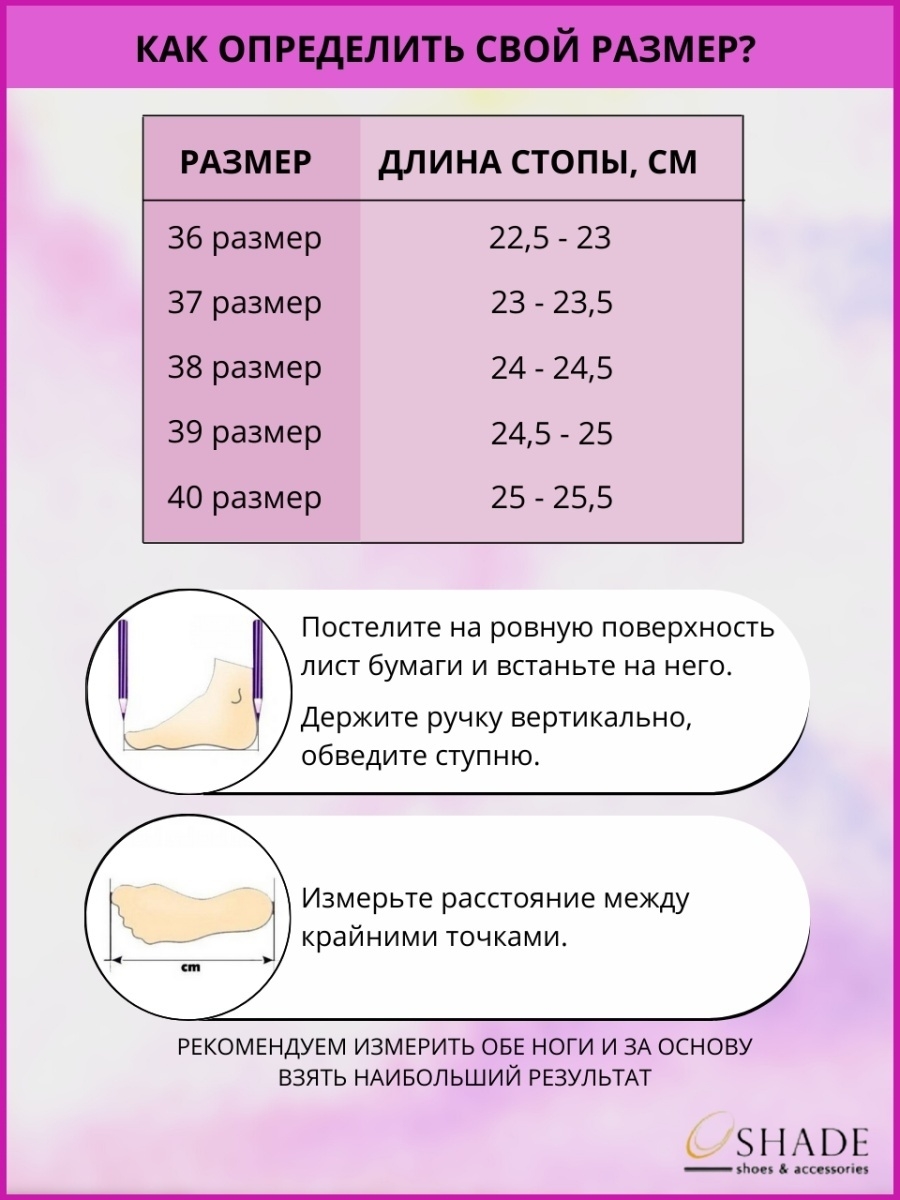 КАК ОПРЕДЕЛИТЬ СВОЙ РАЗМЕР?
РАЗМЕР ДЛИНА СТОПЫ, СМ
36 размер 22,5 - 23
37 размер 23 - 23,5
38 размер 24 - 24,5
39 размер 24,5 - 25
40 размер 25 - 25,5
Постелите на ровную поверхность
лист бумаги и встаньте на него.
Держите ручку вертикально,
обведите ступню.
Измерьте расстояние между
крайними точками.
cm
РЕКОМЕНДУЕМ ИЗМЕРИТЬ ОБЕ НОГИ И ЗА ОСНОВУ
ВЗЯТЬ НАИБОЛЬШИЙ РЕЗУЛЬТАТ
OSHADE
shoes & accessories